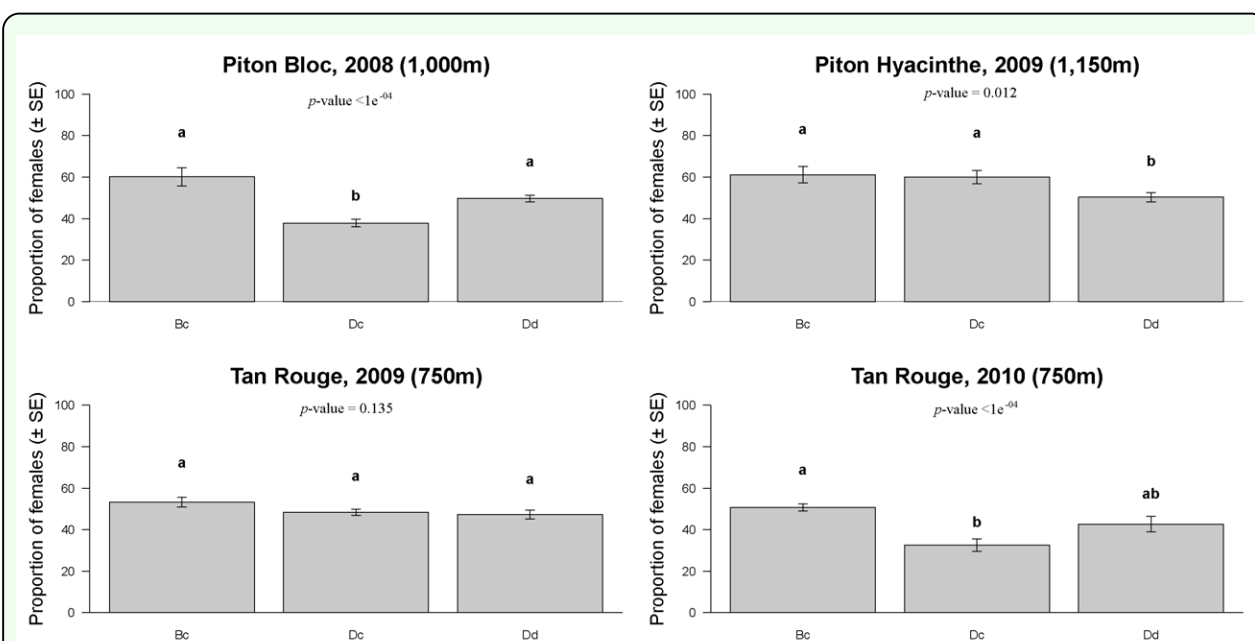 Piton Bloc, 2008 (1,000m)
p-value <1e-04
Proportion of females (± SE)
100
80
60
40
20
0
a
b
a
Bc
Dc
Dd
Piton Hyacinthe, 2009 (1,150m)
p-value = 0.012
Proportion of females (± SE)
100
80
60
40
20
0
a
a
b
Bc
Dc
Dd
Tan Rouge, 2009 (750m)
p-value = 0.135
Proportion of females (± SE)
100
80
60
40
20
0
a
a
a
Bc
Dc
Dd
Tan Rouge, 2010 (750m)
p-value <1e-04
Proportion of females (± SE)
100
80
60
40
20
0
a
b
ab
Bc
Dc
Dd